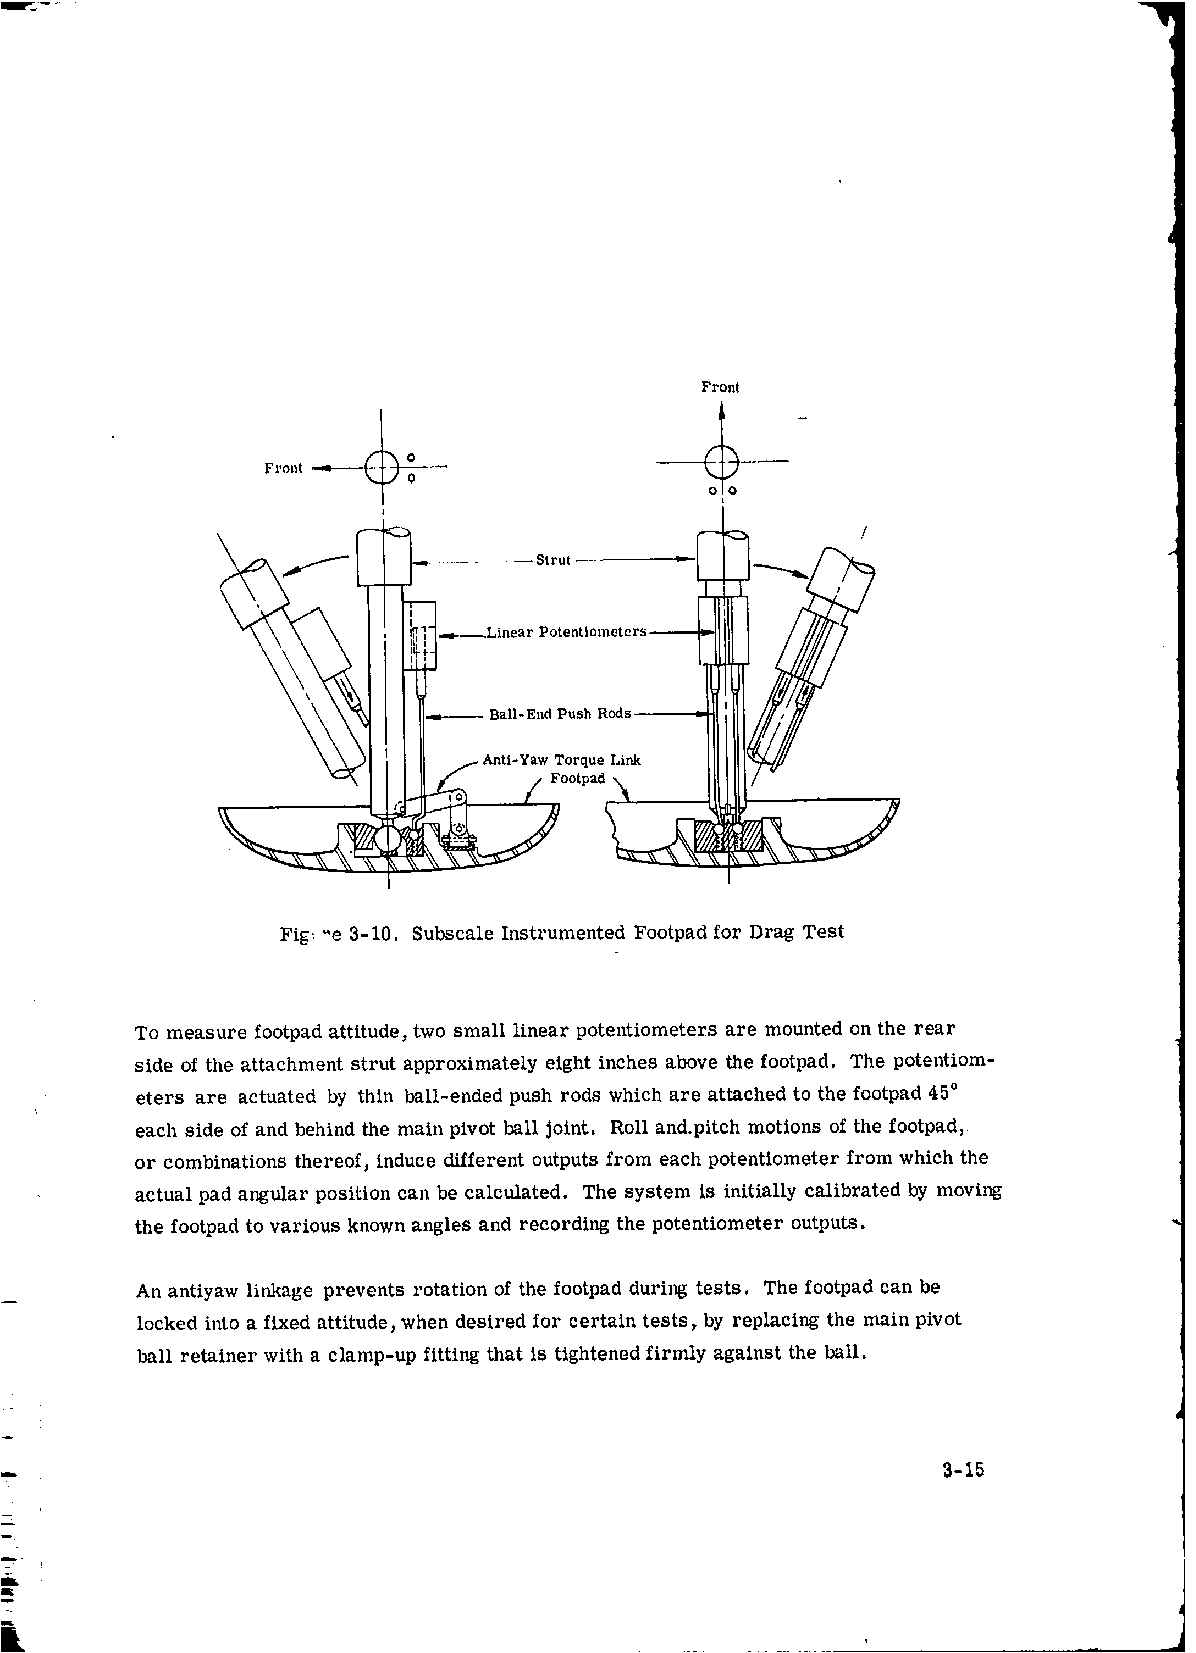 Front
Front
Strut
Linear Potentiometers
Ball-End Push Rods
Anti-Yaw Torque Link
Footpad
3-10. Subscale Instrumented Footpad for Drag Test
To measure footpad attitude, two small linear potentiometers are mounted on the rear
side of the attachment strut approximately eight inches above the footpad. The potentiom-
eters are actuated by thin ball-ended push rods which are attached to the footpad 45°
each side of and behind the main pivot ball joint. Roll and.pitch motions of the footpad,
or combinations thereof, induce different outputs from each potentiometer from which the
actual pad angular position can be calculated. The system is initially calibrated by moving
the footpad to various known angles and recording the potentiometer outputs.
An antiyaw linkage prevents rotation of the footpad during tests. The footpad can be
locked into a fixed attitude, when desired for certain tests, by replacing the main pivot
ball retainer with a clamp-up fitting that is tightened firmly against the ball.
3-15